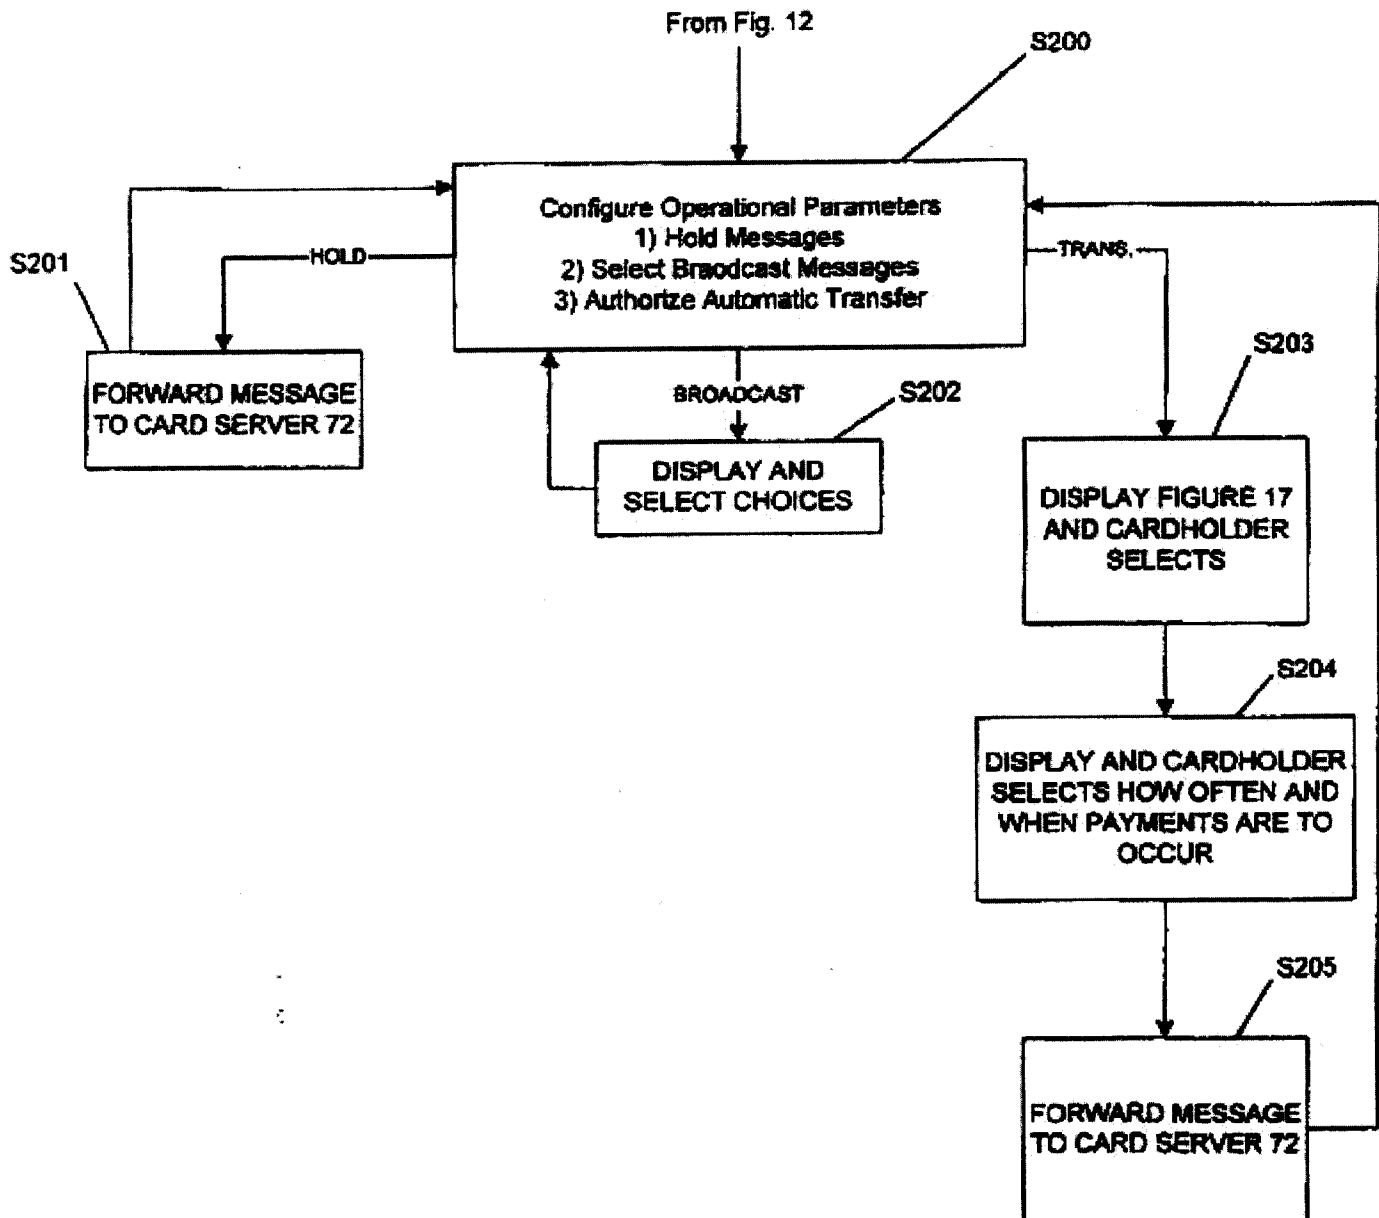 From Fig. 12
S200
Configure Operational Parameters
1) Hold Messages
2) Select Braodcast Messages
3) Authorize Automatic Transfer
HOLD
TRANS.
S201
FORWARD MESSAGE
TO CARD SERVER 72
BROADCAST
S202
DISPLAY AND
SELECT CHOICES
S203
DISPLAY FIGURE 17
AND CARDHOLDER
SELECTS
S204
DISPLAY AND CARDHOLDER
SELECTS HOW OFTEN AND
WHEN PAYMENTS ARE TO
OCCUR
S205
FORWARD MESSAGE
TO CARD SERVER 72